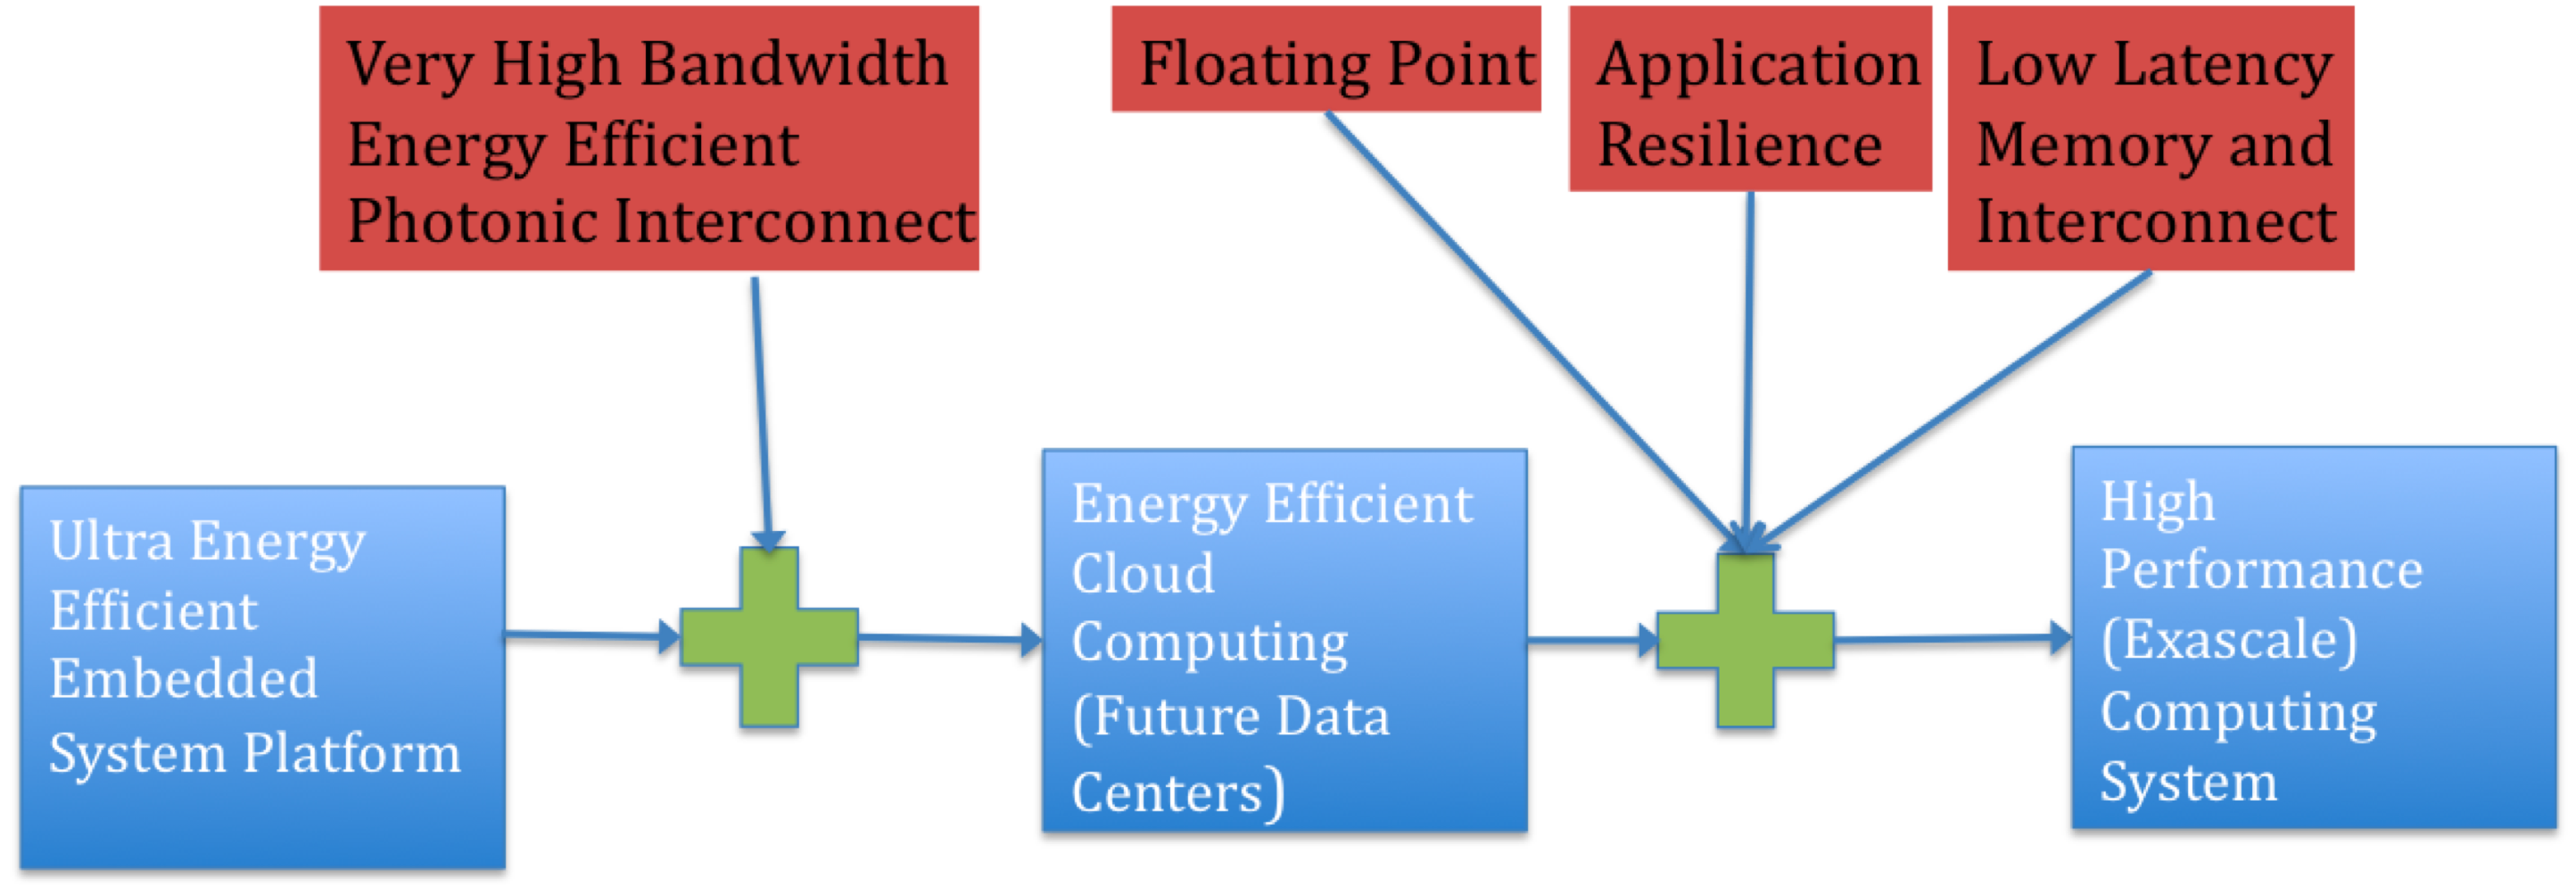 Very High Bandwidth
Energy Efficient
Photonic Interconnect
Floating Point
Application
Resilience
Low Latency
Memory and
Interconnect
Ultra Energy
Efficient
Embedded
System Platform
Energy Efficient
Cloud
Computing
(Future Data
Centers)
High
Performance
(Exascale)
Computing
System